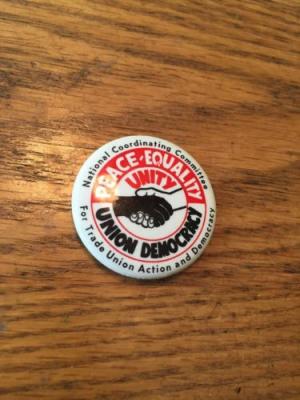 National Coordinating Committee
For Trade Union Action and Democracy
PEACE-EQUALITY
UNITY
UNION DEMOCRACY